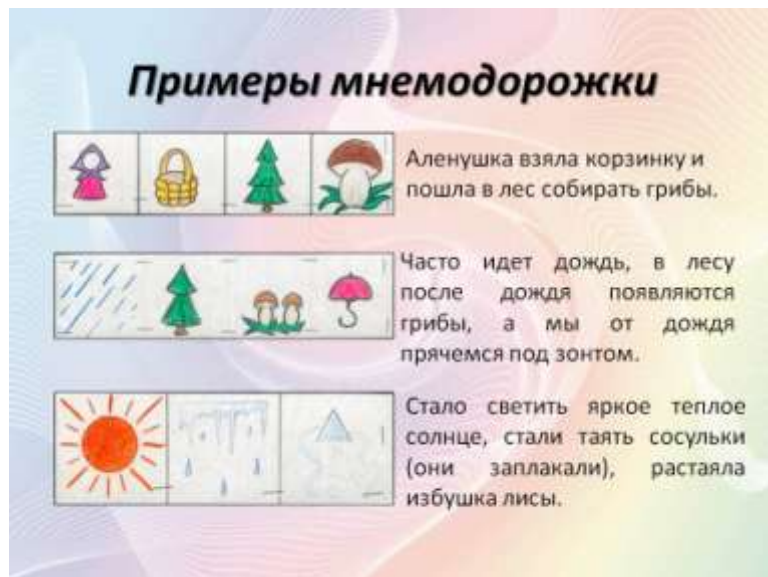 Примеры мнемодорожки
Аленушка взяла корзинку и
пошла в лес собирать грибы.
Часто идет дождь, в лесу
после дождя появляются
грибы, а мы от дождя
прячемся под зонтом.
Стало светить яркое теплое
солнце, стали таять сосульки
(они заплакали), растаяла
избушка лисы.